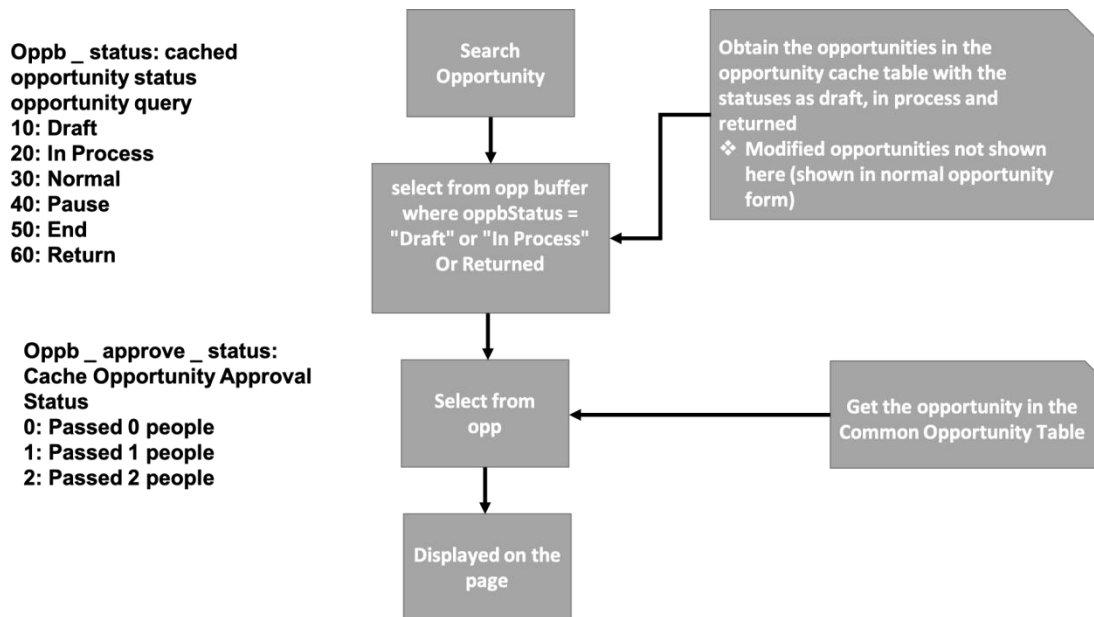 Oppb _ status: cached
opportunity status
opportunity query
10: Draft
20: In Process
30: Normal
40: Pause
50: End
60: Return
Search
Opportunity
Obtain the opportunities in the
opportunity cache table with the
statuses as draft, in process and
returned
❖ Modified opportunities not shown
here (shown in normal opportunity
form)
select from opp buffer
where oppbStatus =
"Draft" or "In Process"
Or Returned
Oppb _ approve _ status:
Cache Opportunity Approval
Status
0: Passed 0 people
1: Passed 1 people
2: Passed 2 people
Select from
opp
Get the opportunity in the
Common Opportunity Table
Displayed on the
page